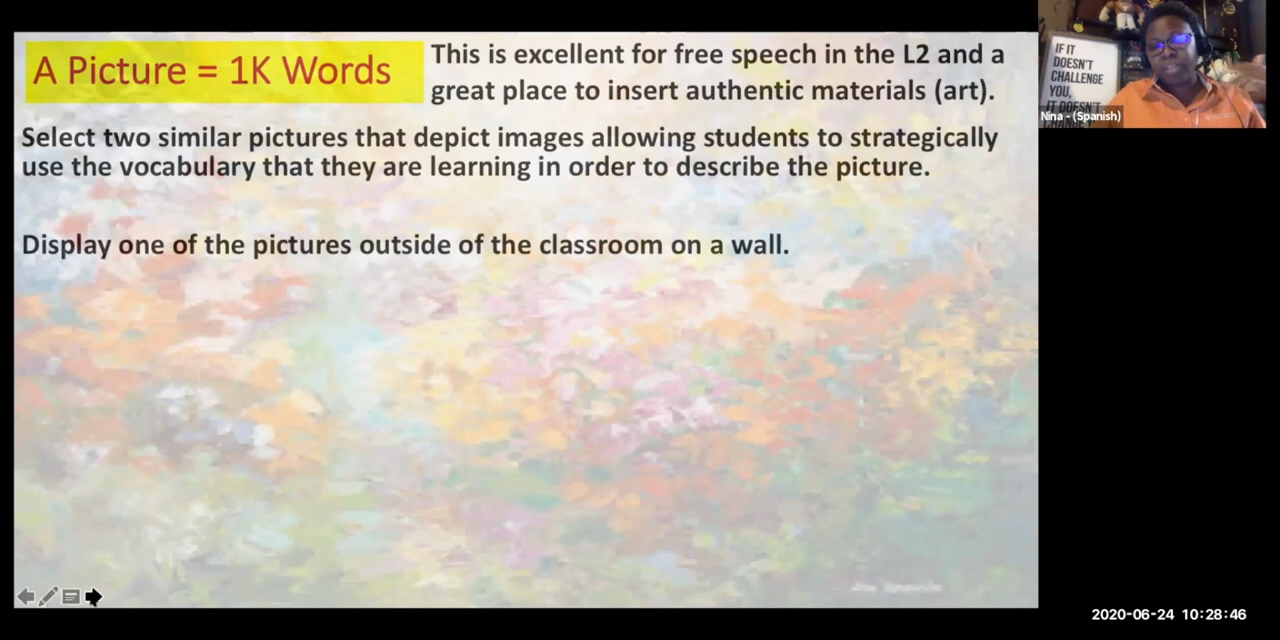 A Picture = 1K Words
This is excellent for free speech in the L2 and a
great place to insert authentic materials (art).
Select two similar pictures that depict images allowing students to strategically
use the vocabulary that they are learning in order to describe the picture.
Display one of the pictures outside of the classroom on a wall.
IF IT
DOESN'T
CHALLENGE
YOU,
IT DOESN'T
Nina - (Spanish)
2020-06-24 10:28:46